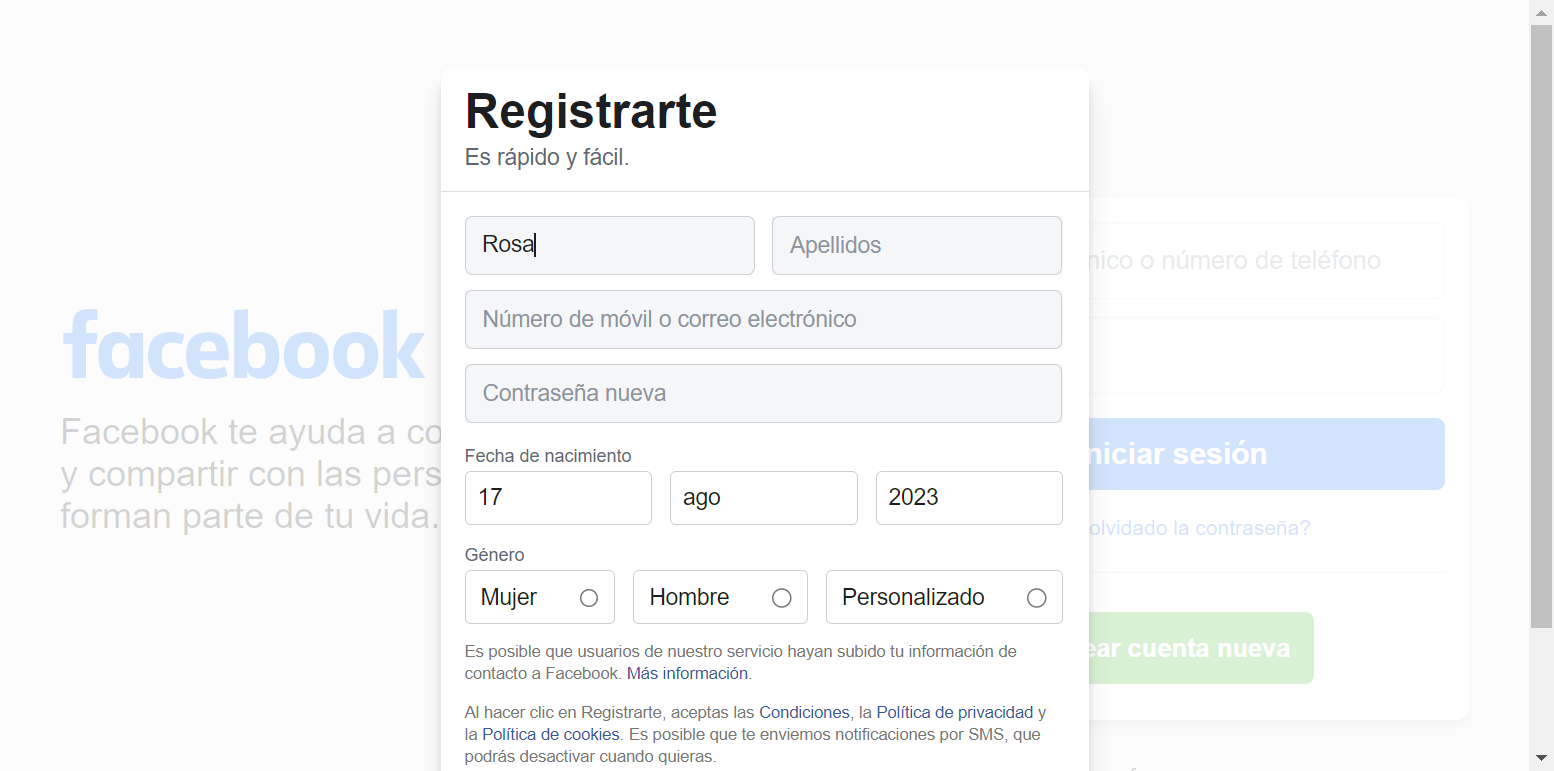 Registrarte
Es rápido y fácil.
Rosa
Apellidos
Número de móvil o correo electrónico
Contraseña nueva
Fecha de nacimiento
17
ago
2023
Género
Mujer
Hombre
Personalizado
Es posible que usuarios de nuestro servicio hayan subido tu información de
contacto a Facebook. Más información.
Al hacer clic en Registrarte, aceptas las Condiciones, la Política de privacidad y
la Política de cookies. Es posible que te enviemos notificaciones por SMS, que
podrás desactivar cuando quieras.
facebook
Facebook te ayuda a co
y compartir con las pers
forman parte de tu vida.
nico o número de teléfono
niciar sesión
olvidado la contraseña?
ear cuenta nueva